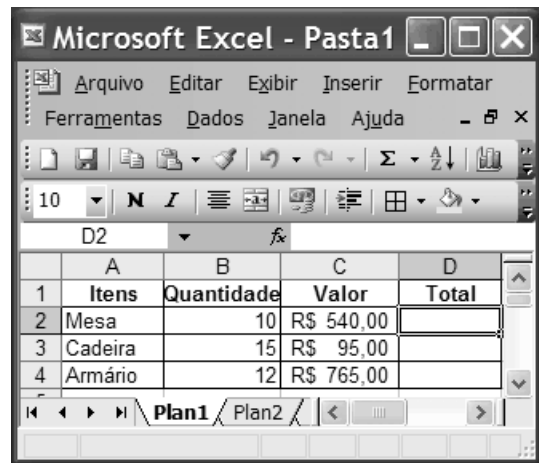 Microsoft Excel - Pasta1
Arquivo Editar Exibir Inserir Formatar
Ferramentas Dados Janela Ajuda
10 N I
D2 fx
A B C D
1 Itens Quantidade Valor Total
2 Mesa 10 R$ 540,00
3 Cadeira 15 R$ 95,00
4 Armário 12 R$ 765,00
Plan1 / Plan2